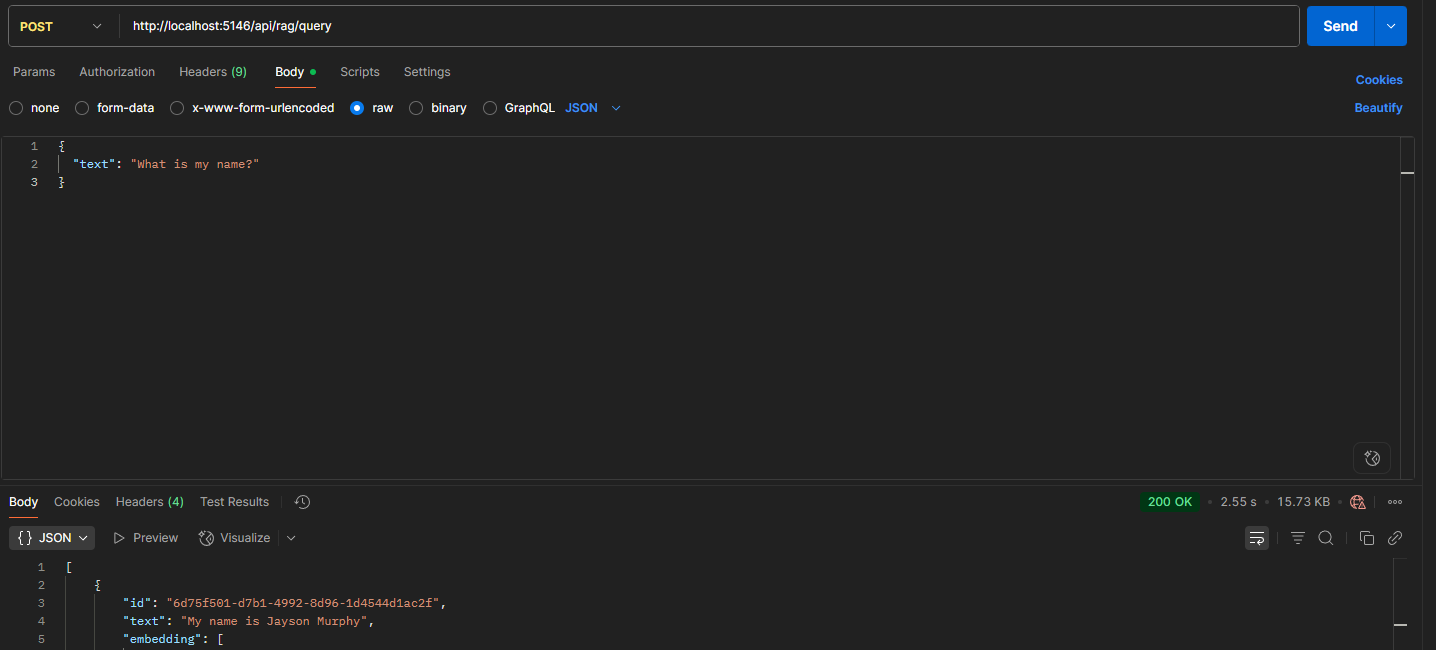 POST http://localhost:5146/api/rag/query Send
Params Authorization Headers (9) Body Scripts Settings Cookies
none form-data x-www-form-urlencoded raw binary GraphQL JSON Beautify
1 {
2 "text": "What is my name?"
3 }
Body Cookies Headers (4) Test Results 200 OK • 2.55 s • 15.73 KB •
{} JSON Preview Visualize
1 [
2 {
3 "id": "6d75f501-d7b1-4992-8d96-1d4544d1ac2f",
4 "text": "My name is Jayson Murphy",
5 "embedding": [